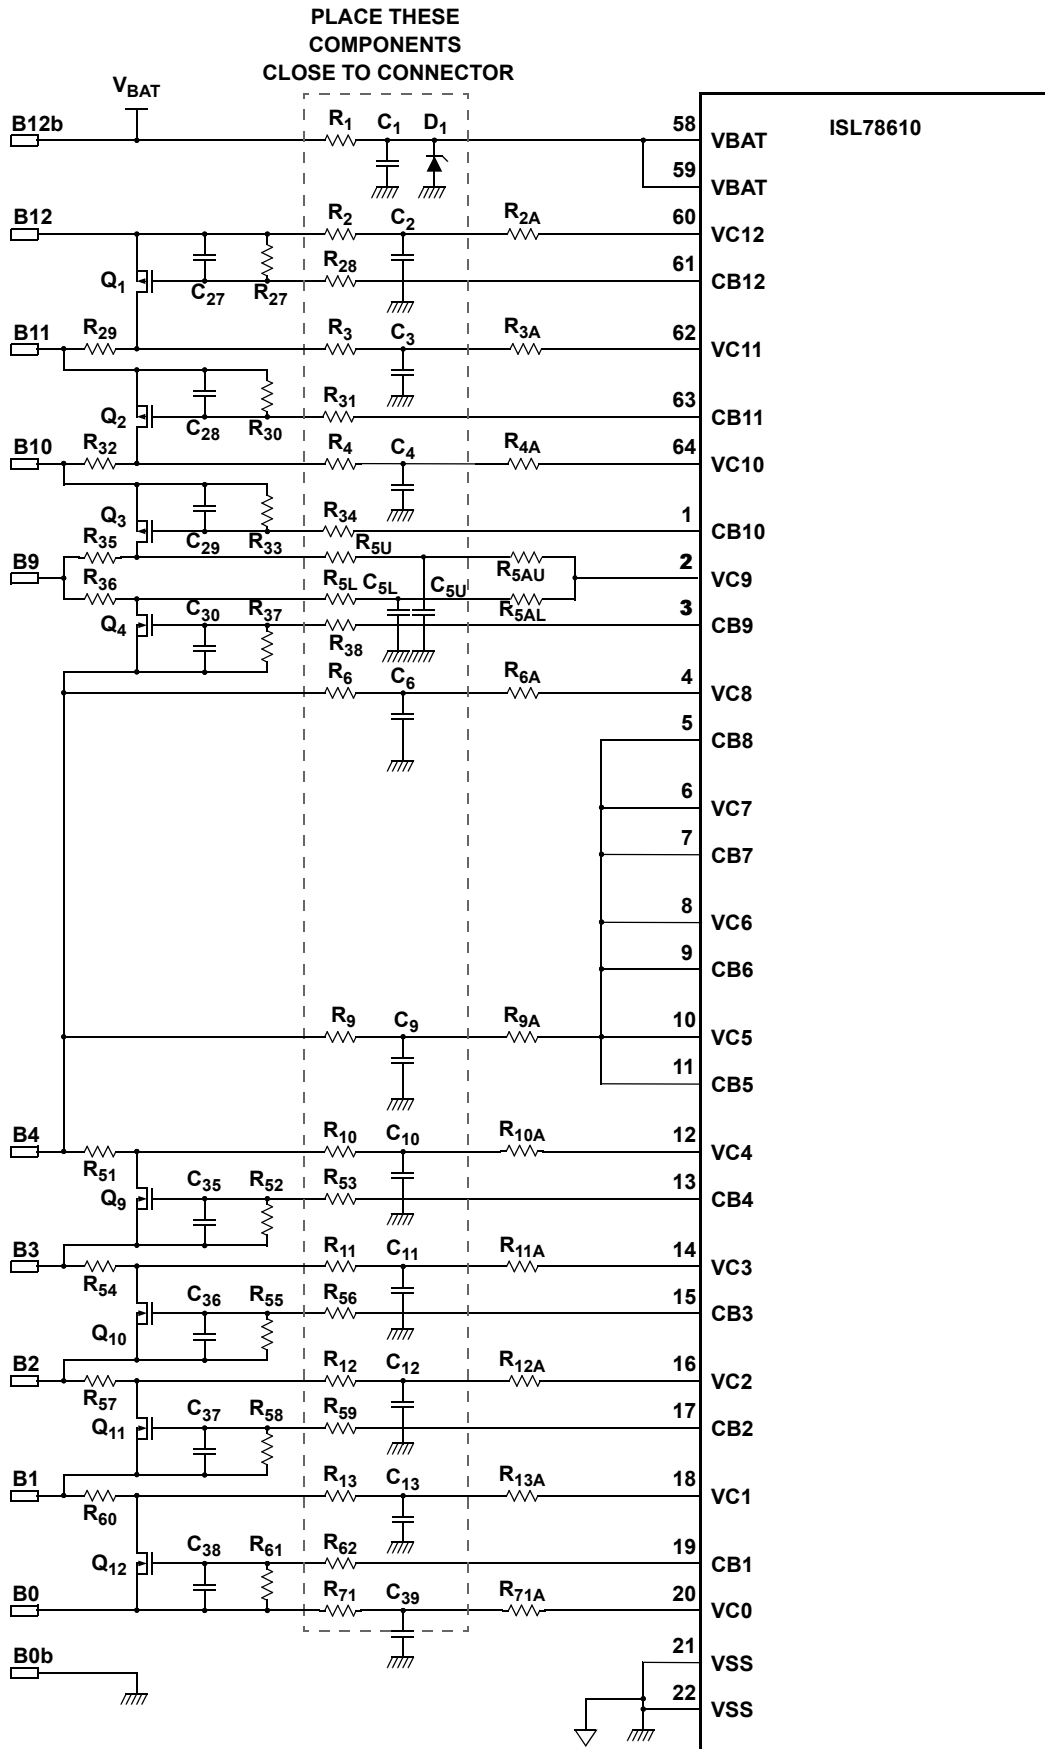 PLACE THESE
COMPONENTS
CLOSE TO CONNECTOR
VBAT
B12b
R1
C1
D1
58
VBAT
ISL78610
59
VBAT
B12
R2
C2
R2A
60
VC12
Q1
C27
R27
R28
61
CB12
B11
R29
R3
C3
R3A
62
VC11
Q2
C28
R30
R31
63
CB11
B10
R32
R4
C4
R4A
64
VC10
Q3
C29
R33
R34
1
CB10
B9
R35
R5U
R5AU
2
VC9
R36
R5L
C5L
C5U
R5AL
Q4
C30
R37
R38
3
CB9
R6
C6
R6A
4
VC8
5
CB8
6
VC7
7
CB7
8
VC6
9
CB6
R9
C9
R9A
10
VC5
11
CB5
B4
R51
R10
C10
R10A
12
VC4
Q9
C35
R52
R53
13
CB4
B3
R54
R11
C11
R11A
14
VC3
Q10
C36
R55
R56
15
CB3
B2
R57
R12
C12
R12A
16
VC2
Q11
C37
R58
R59
17
CB2
B1
R60
R13
C13
R13A
18
VC1
Q12
C38
R61
R62
19
CB1
B0
R71
C39
R71A
20
VC0
B0b
21
VSS
22
VSS